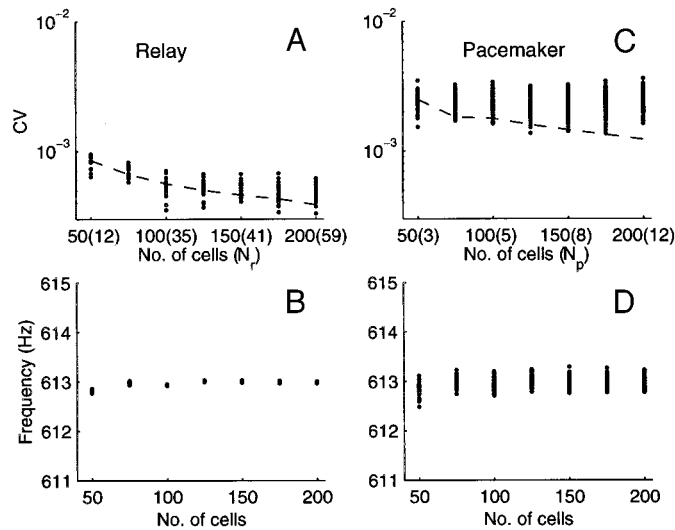 A
Relay
CV
10⁻²
10⁻³
50(12) 100(35) 150(41) 200(59)
No. of cells (Nᵣ)
C
Pacemaker
10⁻²
10⁻³
50(3) 100(5) 150(8) 200(12)
No. of cells (Nₚ)
B
Frequency (Hz)
615
614
613
612
611
50 100 150 200
No. of cells
D
615
614
613
612
611
50 100 150 200
No. of cells